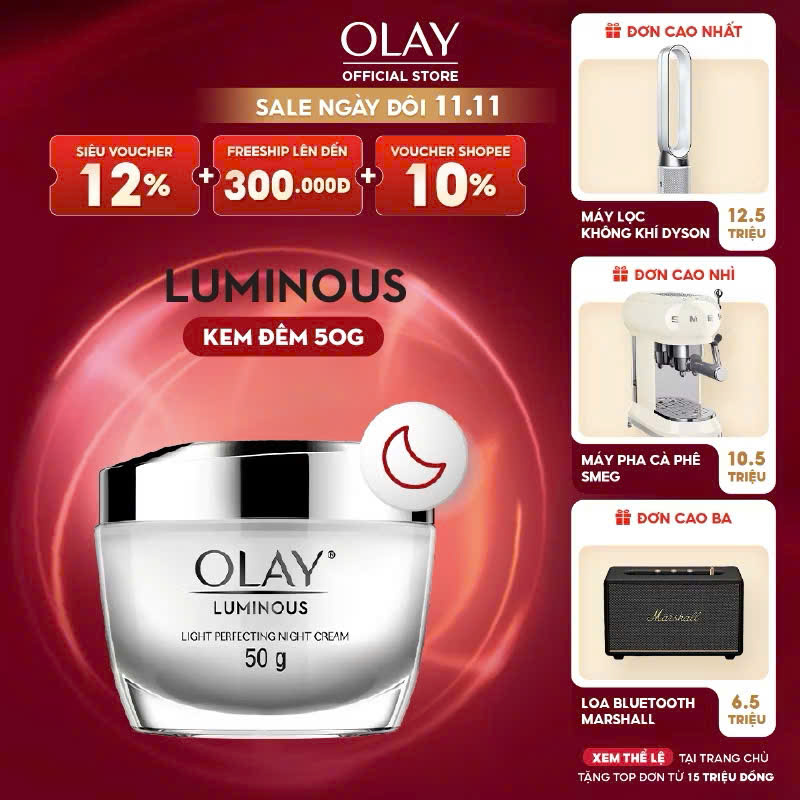 OLAY
OFFICIAL STORE
SALE NGÀY ĐÔI 11.11
SIÊU VOUCHER
12%
+
FREESHIP LÊN ĐẾN
300.000Đ
+
VOUCHER SHOPEE
10%
LUMINOUS
KEM ĐÊM 50G
OLAY®
LUMINOUS
LIGHT PERFECTING NIGHT CREAM
50 g
ĐƠN CAO NHẤT
MÁY LỌC
KHÔNG KHÍ DYSON
12.5
TRIỆU
ĐƠN CAO NHÌ
SMEG
MÁY PHA CÀ PHÊ
SMEG
10.5
TRIỆU
ĐƠN CAO BA
Marshall
LOA BLUETOOTH
MARSHALL
6.5
TRIỆU
XEM THỂ LỆ TẠI TRANG CHỦ
TẶNG TOP ĐƠN TỪ 15 TRIỆU ĐỒNG